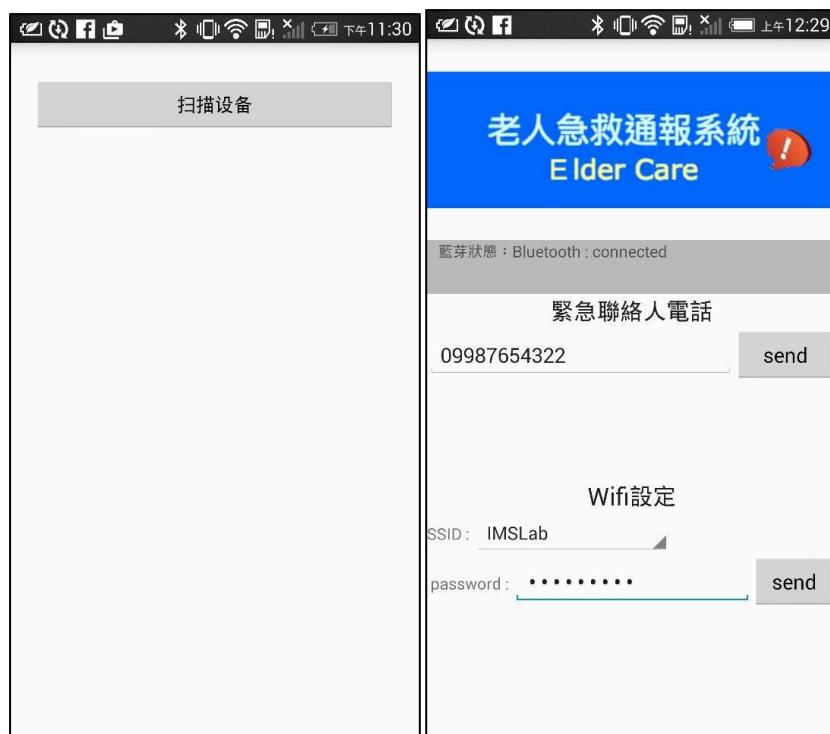 下午11:30
扫描设备
上午12:29
老人急救通報系統
Elder Care
藍芽狀態：Bluetooth : connected
緊急聯絡人電話
09987654322 send
Wifi設定
SSID : IMSLab
password : ••••••••• send